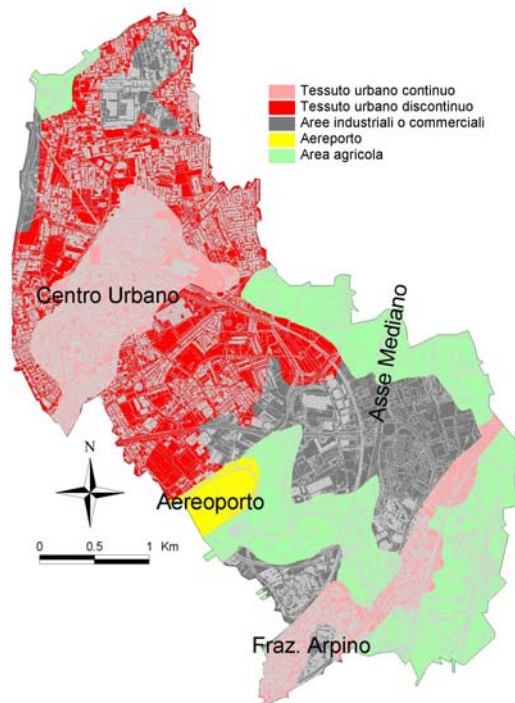 Tessuto urbano continuo
Tessuto urbano discontinuo
Aree industriali o commerciali
Aereporto
Area agricola
Centro Urbano
Asse Mediano
N
Aereoporto
0 0.5 1 Km
Fraz. Arpino